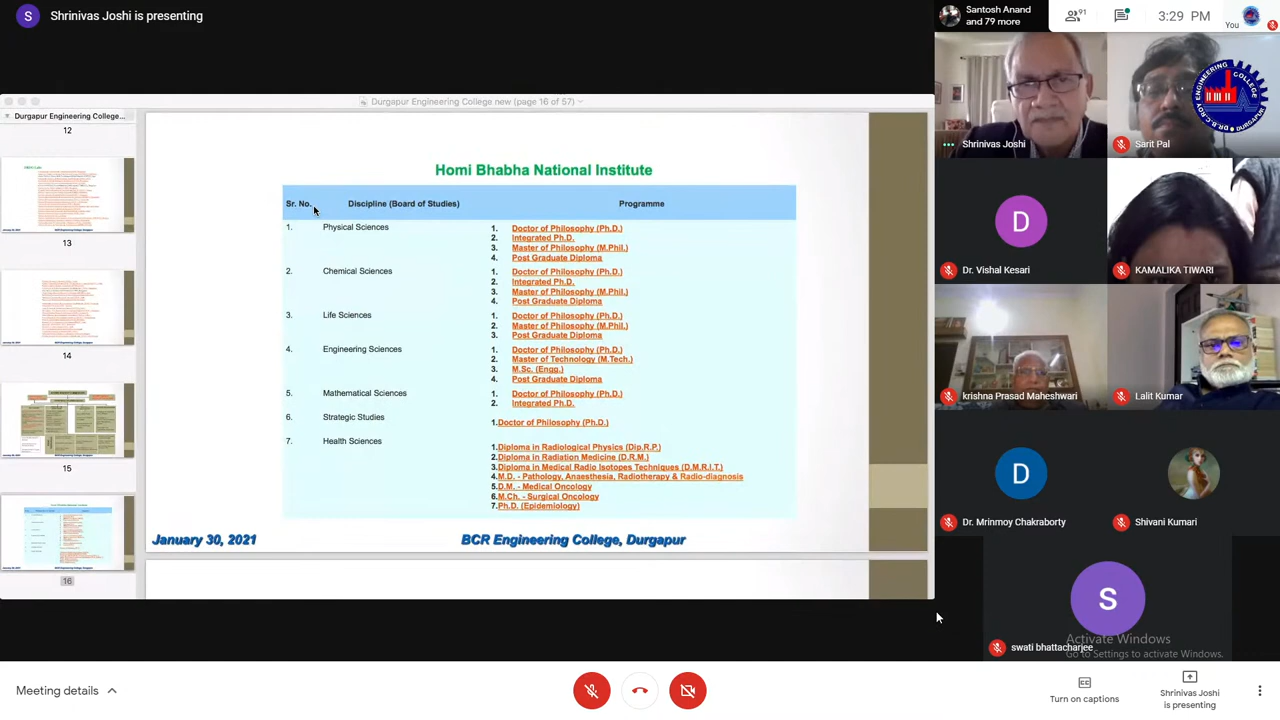 S
Shrinivas Joshi is presenting
Santosh Anand
and 79 more
91
3:29 PM
You
Durgapur Engineering College new (page 16 of 57)
Durgapur Engineering College...
12
13
14
15
16
Homi Bhabha National Institute
Sr. No. Discipline (Board of Studies) Programme
1. Physical Sciences 1. Doctor of Philosophy (Ph.D.)
2. Integrated Ph.D.
3. Master of Philosophy (M.Phil.)
4. Post Graduate Diploma
2. Chemical Sciences 1. Doctor of Philosophy (Ph.D.)
2. Integrated Ph.D.
3. Master of Philosophy (M.Phil.)
4. Post Graduate Diploma
3. Life Sciences 1. Doctor of Philosophy (Ph.D.)
2. Master of Philosophy (M.Phil.)
3. Post Graduate Diploma
4. Engineering Sciences 1. Doctor of Philosophy (Ph.D.)
2. Master of Technology (M.Tech.)
3. M.Sc. (Engg.)
4. Post Graduate Diploma
5. Mathematical Sciences 1. Doctor of Philosophy (Ph.D.)
2. Integrated Ph.D.
6. Strategic Studies
1.Doctor of Philosophy (Ph.D.)
7. Health Sciences
1.Diploma in Radiological Physics (Dip.R.P.)
2.Diploma in Radiation Medicine (D.R.M.)
3.Diploma in Medical Radio Isotopes Techniques (D.M.R.I.T.)
4.M.D. - Pathology, Anaesthesia, Radiotherapy & Radio-diagnosis
5.D.M. - Medical Oncology
6.M.Ch. - Surgical Oncology
7.Ph.D. (Epidemiology)
January 30, 2021 BCR Engineering College, Durgapur
Shrinivas Joshi
DR. B.C. ROY ENGINEERING COLLEGE DURGAPUR
Sarit Pal
D
Dr. Vishal Kesari
KAMALIKA TIWARI
krishna Prasad Maheshwari
Lalit Kumar
D
Dr. Mrinmoy Chakraborty
Shivani Kumari
S
swati bhattacharjee
Activate Windows
Go to Settings to activate Windows.
Meeting details
CC
Turn on captions
Shrinivas Joshi
is presenting